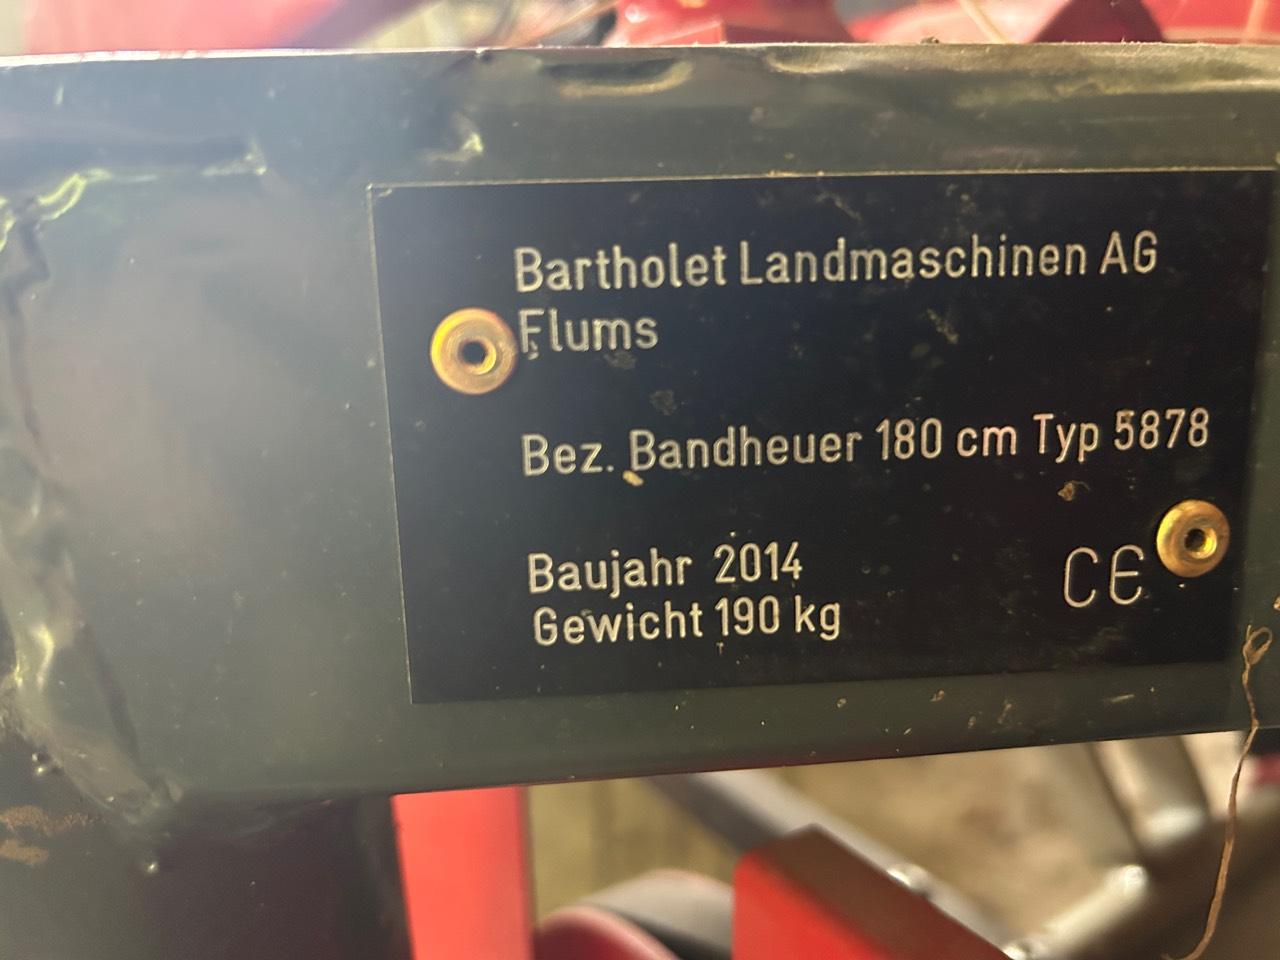 Bartholet Landmaschinen AG
Flums
Bez. Bandheuer 180 cm Typ 5878
Baujahr 2014
Gewicht 190 kg
CE